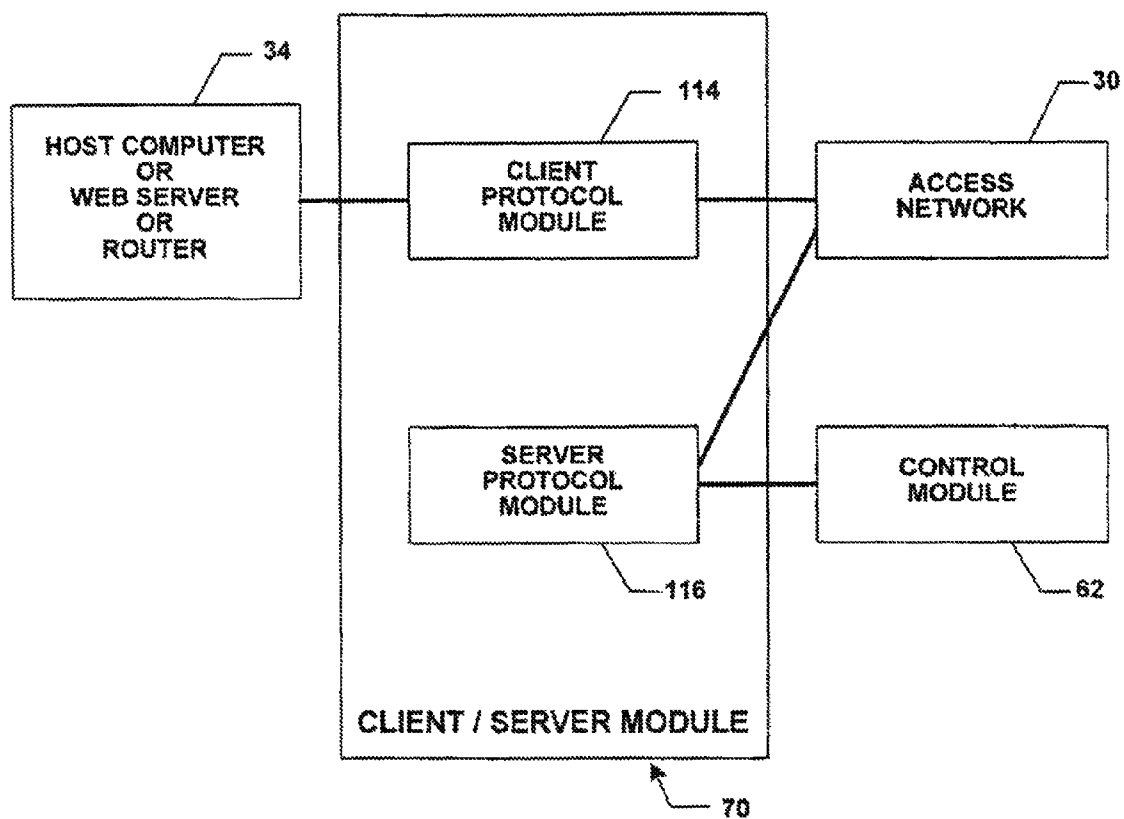 34
HOST COMPUTER
OR
WEB SERVER
OR
ROUTER
114
CLIENT
PROTOCOL
MODULE
30
ACCESS
NETWORK
SERVER
PROTOCOL
MODULE
116
CONTROL
MODULE
62
CLIENT / SERVER MODULE
70